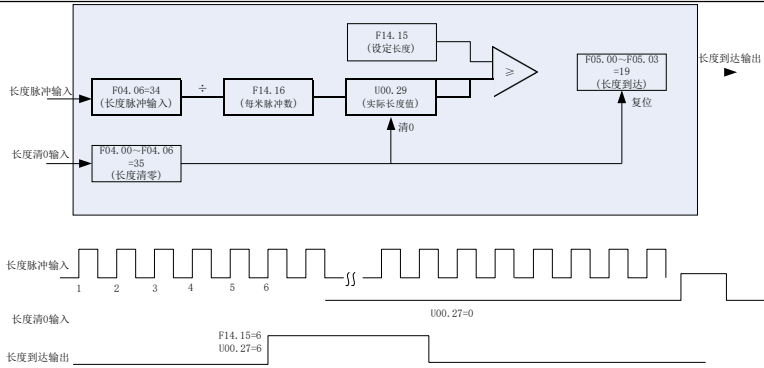 F14.15
(设定长度)
F05.00～F05.03
=19
(长度到达)
长度到达输出
≥
长度脉冲输入
F04.06=34
(长度脉冲输入)
÷
F14.16
(每米脉冲数)
U00.29
(实际长度值)
复位
清0
长度清0输入
F04.00～F04.06
=35
(长度清零)
长度脉冲输入
1 2 3 4 5 6
U00.27=0
长度清0输入
F14.15=6
U00.27=6
长度到达输出